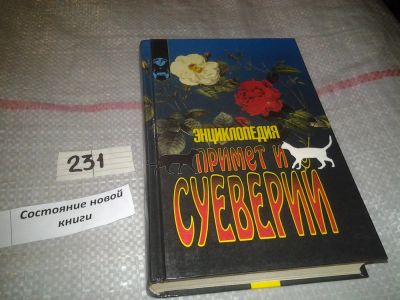 ЭНЦИКЛОПЕДИЯ
ПРИМЕТ И
СУЕВЕРИЙ
231
Состояние новой
книги